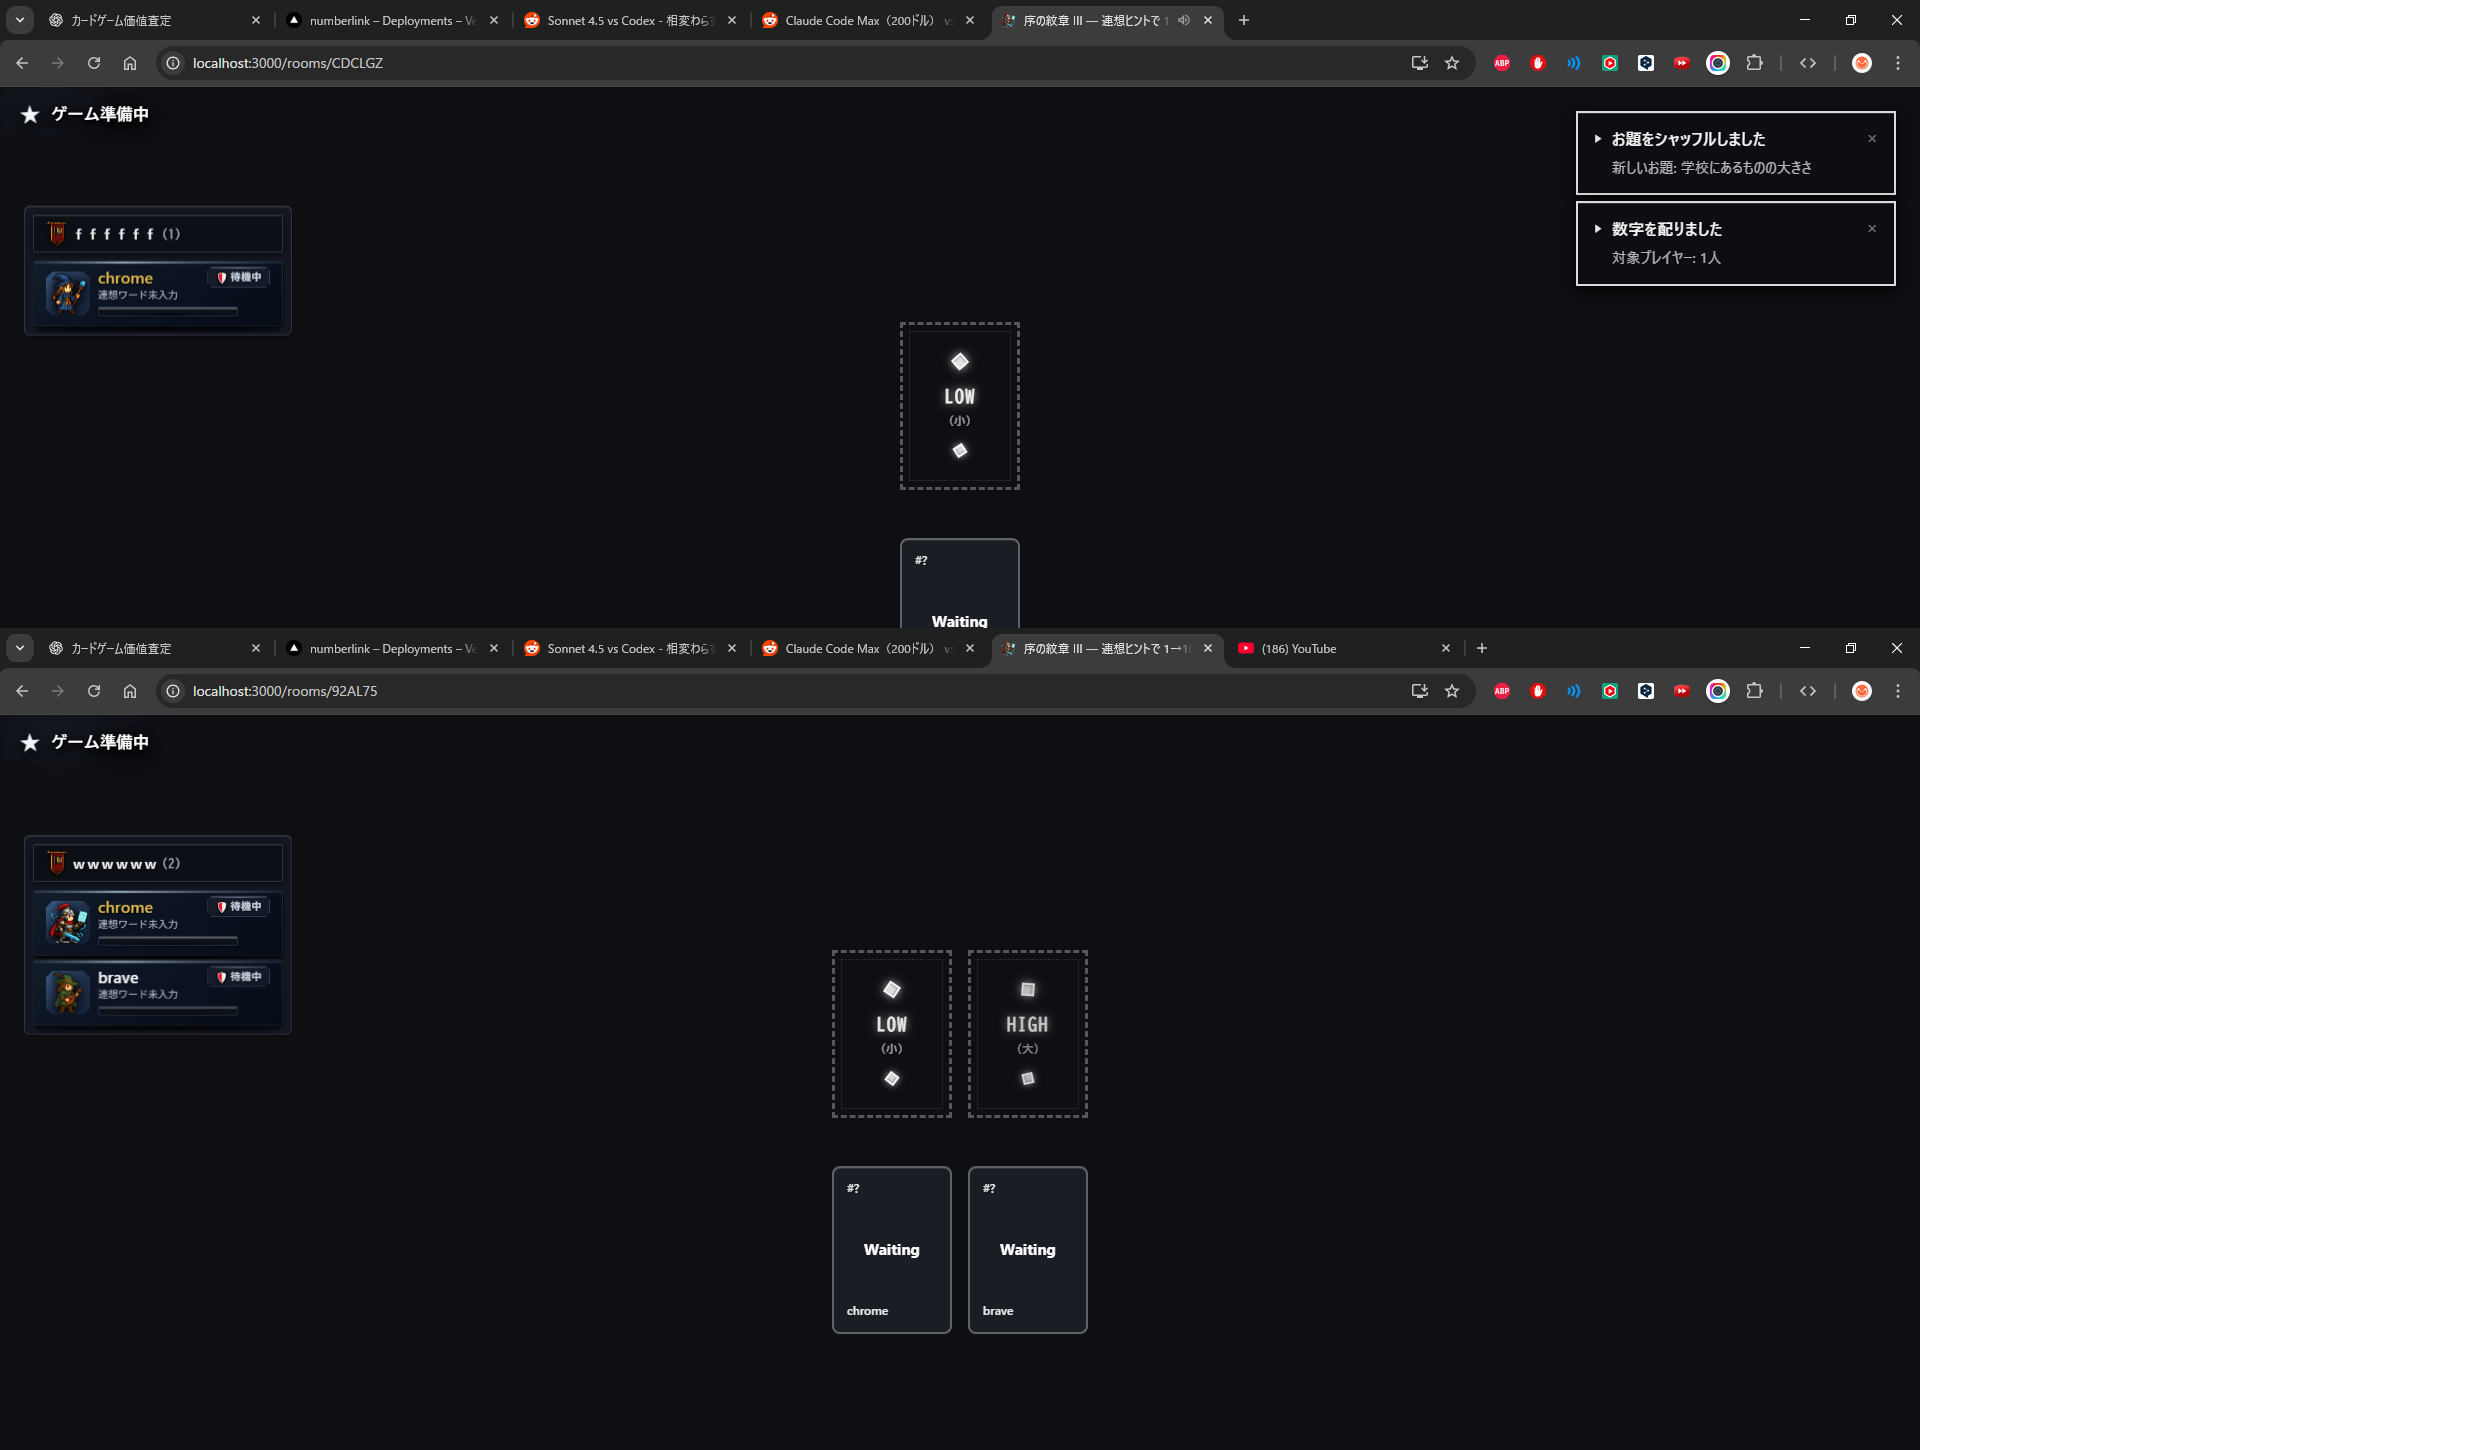 カードゲーム価値査定
numberlink – Deployments – Ve
Sonnet 4.5 vs Codex - 相変わらず
Claude Code Max（200ドル） vs
序の紋章 III — 連想ヒントで 1
localhost:3000/rooms/CDCLGZ
ABP
ゲーム準備中
お題をシャッフルしました
新しいお題: 学校にあるものの大きさ
数字を配りました
対象プレイヤー: 1人
ｆｆｆｆｆｆ (1)
chrome
待機中
連想ワード未入力
LOW
(小)
#?
Waiting
カードゲーム価値査定
numberlink – Deployments – Ve
Sonnet 4.5 vs Codex - 相変わらず
Claude Code Max（200ドル） vs
序の紋章 III — 連想ヒントで 1→10
(186) YouTube
localhost:3000/rooms/92AL75
ABP
ゲーム準備中
ｗｗｗｗｗｗ (2)
chrome
待機中
連想ワード未入力
brave
待機中
連想ワード未入力
LOW
(小)
HIGH
(大)
#?
Waiting
chrome
#?
Waiting
brave